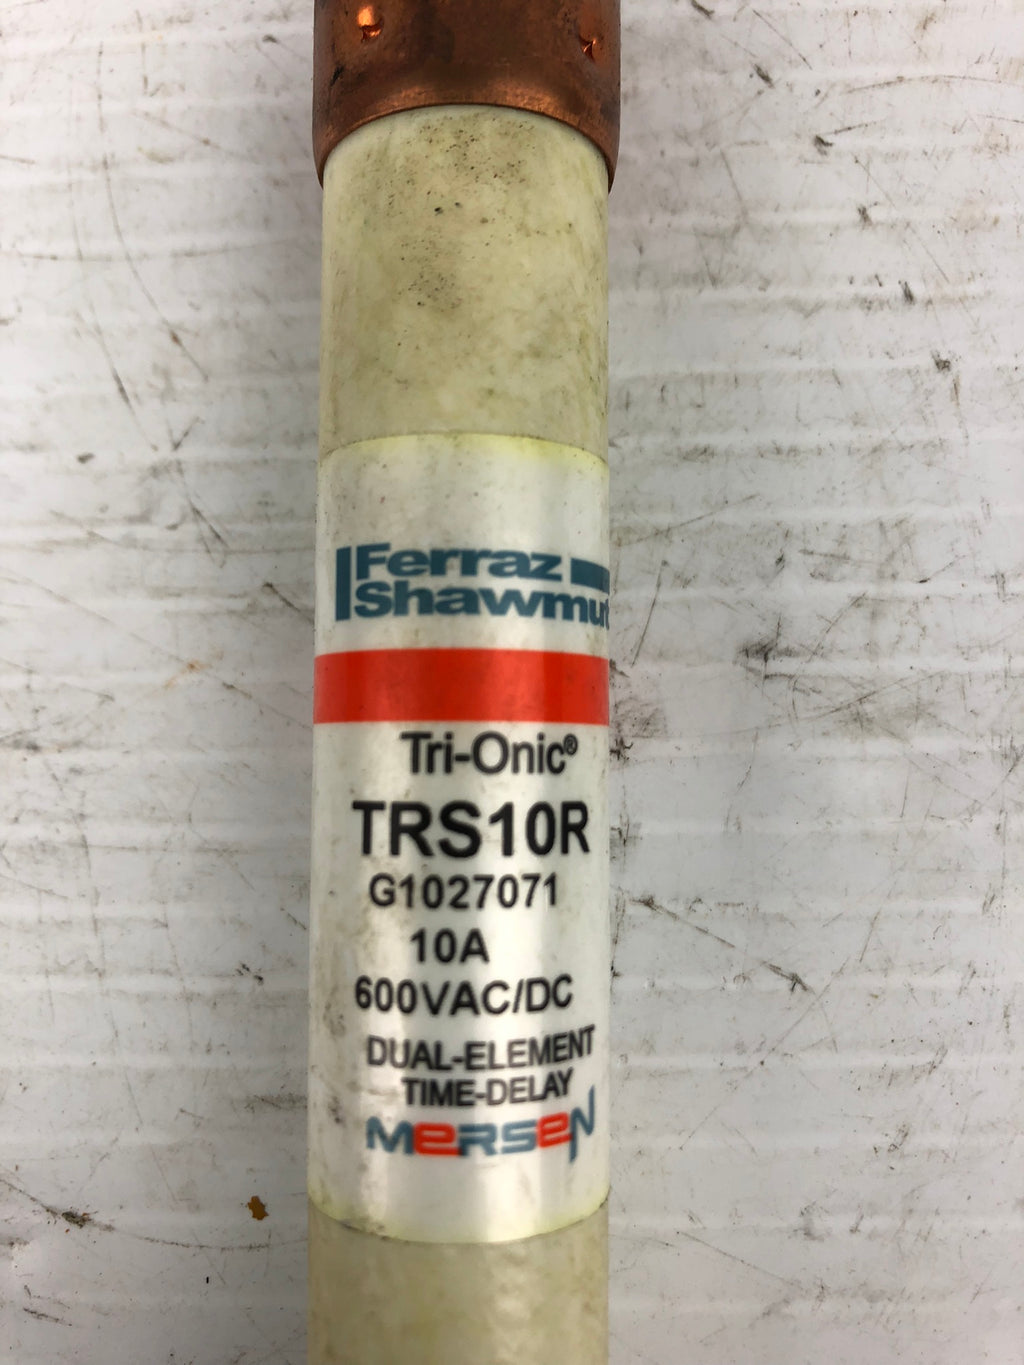 Ferraz
Shawmut
Tri-Onic®
TRS10R
G1027071
10A
600VAC/DC
DUAL-ELEMENT
TIME-DELAY
MERSEN